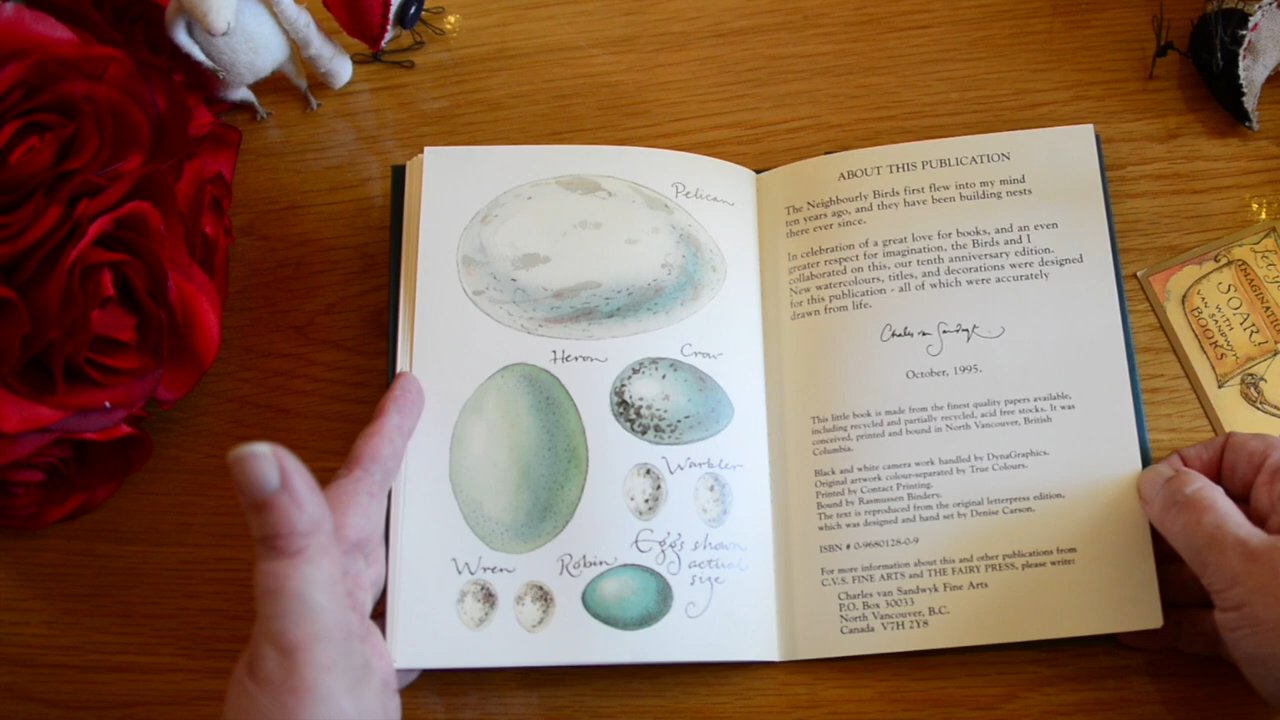 Pelican
Heron
Crow
Warbler
Eggs shown
actual
size
Wren
Robin
ABOUT THIS PUBLICATION
The Neighbourly Birds first flew into my mind
ten years ago, and they have been building nests
there ever since.
In celebration of a great love for books, and an even
greater respect for imagination, the Birds and I
collaborated on this, our tenth anniversary edition.
New watercolours, titles, and decorations were designed
for this publication - all of which were accurately
drawn from life.
Charles van Sandwyk
October, 1995.
This little book is made from the finest quality papers available,
including recycled and partially recycled, acid free stocks. It was
conceived, printed and bound in North Vancouver, British
Columbia.
Black and white camera work handled by DynaGraphics.
Original artwork colour-separated by True Colours.
Printed by Contact Printing.
Bound by Rasmussen Bindery.
The text is reproduced from the original letterpress edition,
which was designed and hand set by Denise Carson.
ISBN # 0-9680128-0-9
For more information about this and other publications from
C.V.S. FINE ARTS and THE FAIRY PRESS, please write:
Charles van Sandwyk Fine Arts
P.O. Box 30033
North Vancouver, B.C.
Canada V7H 2Y8
SOAR!
WITH
VAN SANDWYK
BOOKS